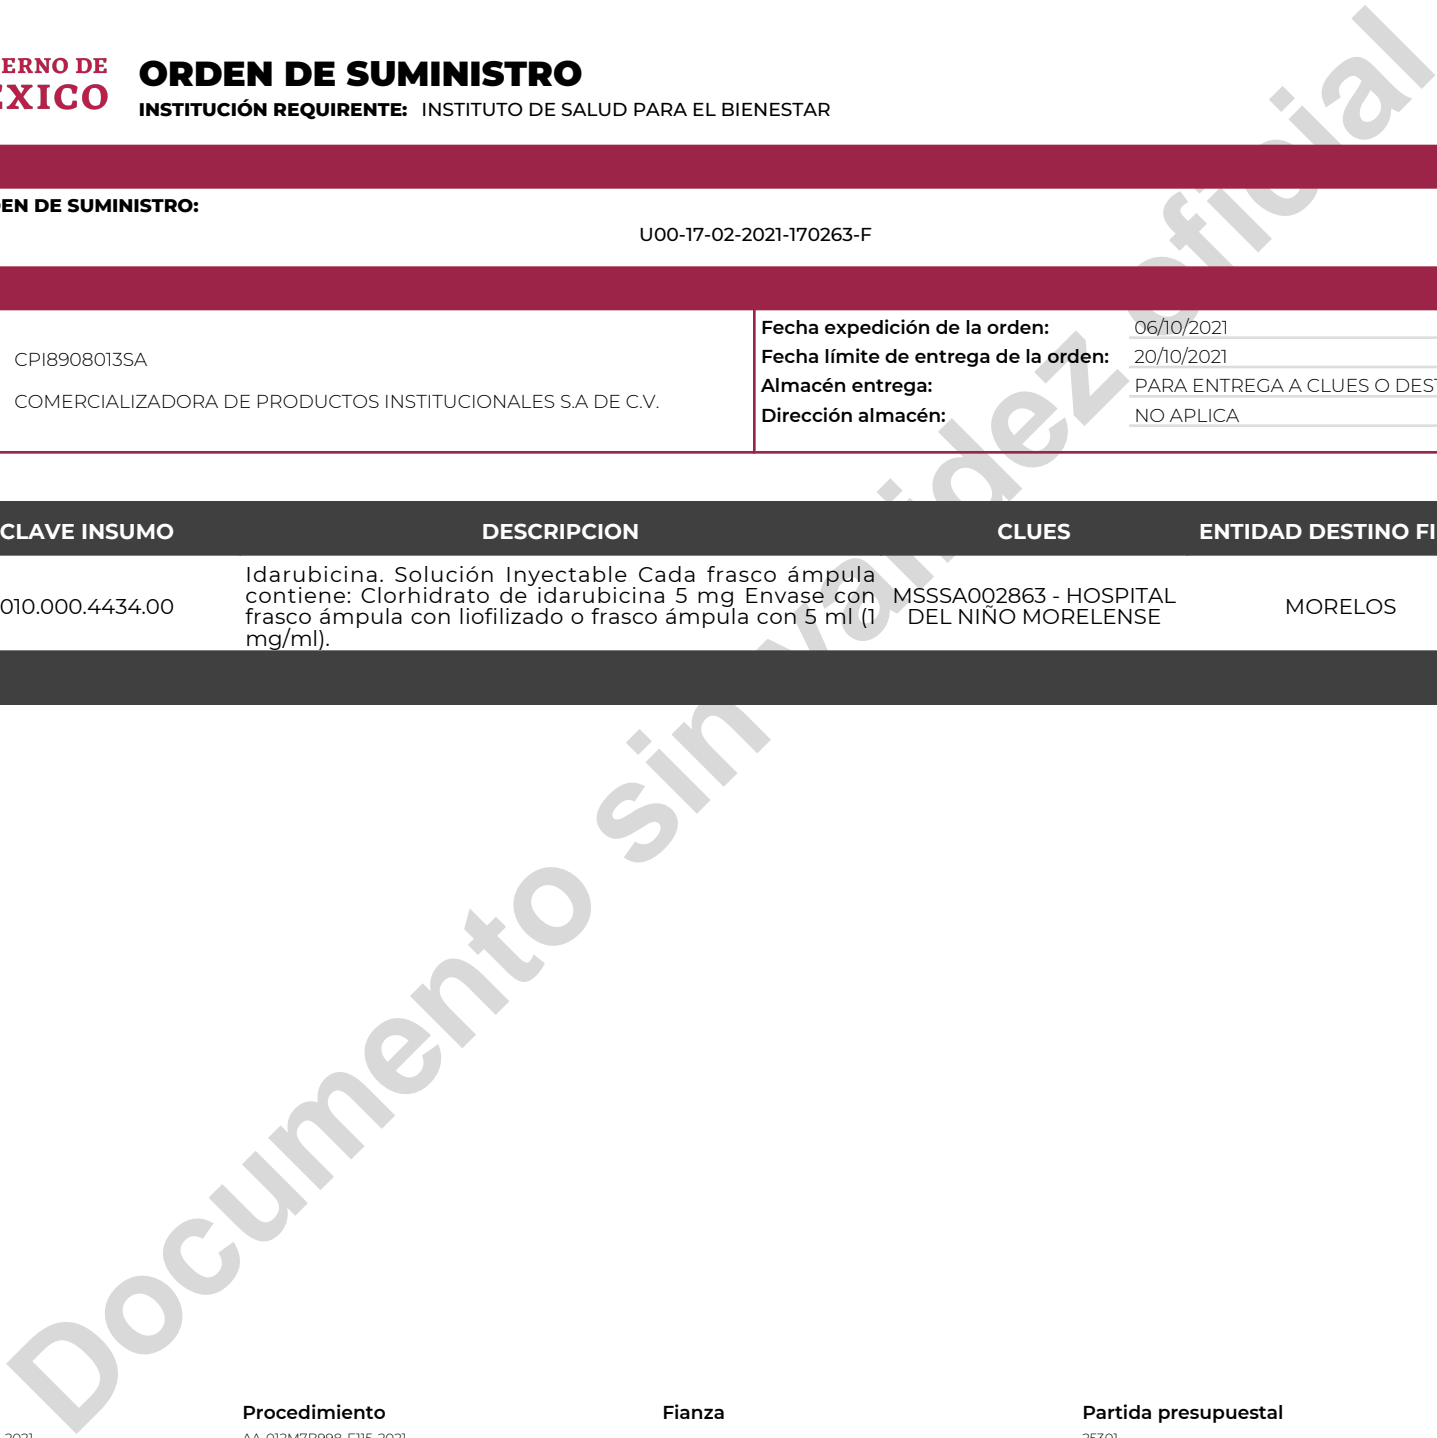 ERNO DE
EXICO
ORDEN DE SUMINISTRO
INSTITUCIÓN REQUIRENTE: INSTITUTO DE SALUD PARA EL BIENESTAR
EN DE SUMINISTRO:
U00-17-02-2021-170263-F
CPI8908013SA
COMERCIALIZADORA DE PRODUCTOS INSTITUCIONALES S.A DE C.V.
Fecha expedición de la orden: 06/10/2021
Fecha límite de entrega de la orden: 20/10/2021
Almacén entrega: PARA ENTREGA A CLUES O DEST
Dirección almacén: NO APLICA
CLAVE INSUMO DESCRIPCION CLUES ENTIDAD DESTINO FI
010.000.4434.00
Idarubicina. Solución Inyectable Cada frasco ámpula
contiene: Clorhidrato de idarubicina 5 mg Envase con
frasco ámpula con liofilizado o frasco ámpula con 5 ml (1
mg/ml).
MSSSA002863 - HOSPITAL
DEL NIÑO MORELENSE
MORELOS
Documento sin validez oficial
Procedimiento Fianza Partida presupuestal